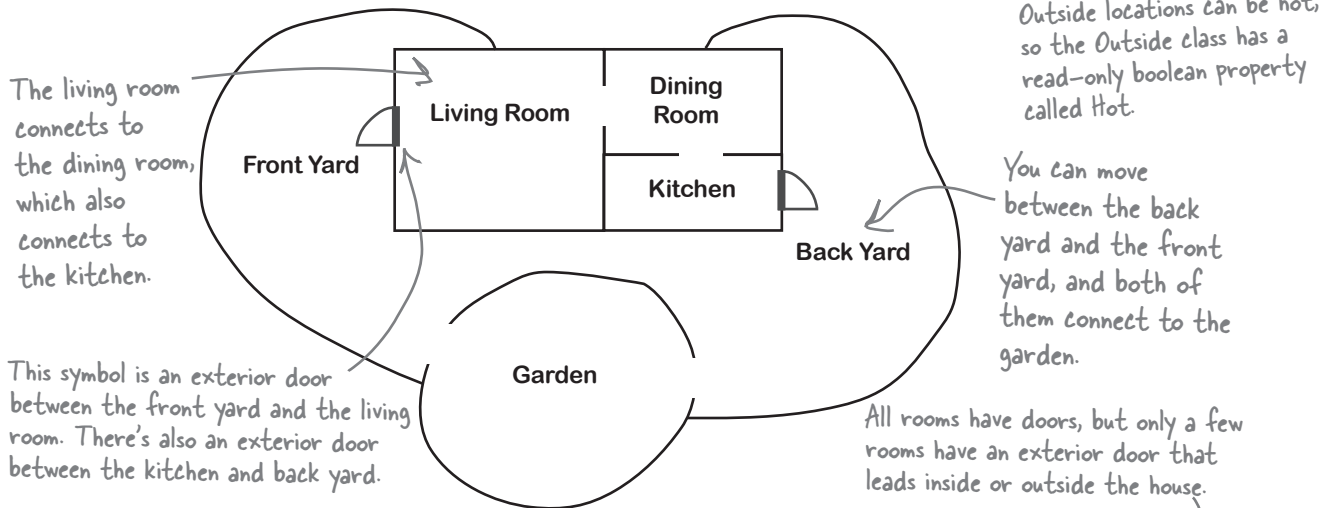 Outside locations can be hot,
so the Outside class has a
read-only boolean property
called Hot.
The living room
connects to
the dining room,
which also
connects to
the kitchen.
Living Room
Dining
Room
Front Yard
Kitchen
Back Yard
You can move
between the back
yard and the front
yard, and both of
them connect to the
garden.
Garden
This symbol is an exterior door
between the front yard and the living
room. There's also an exterior door
between the kitchen and back yard.
All rooms have doors, but only a few
rooms have an exterior door that
leads inside or outside the house.